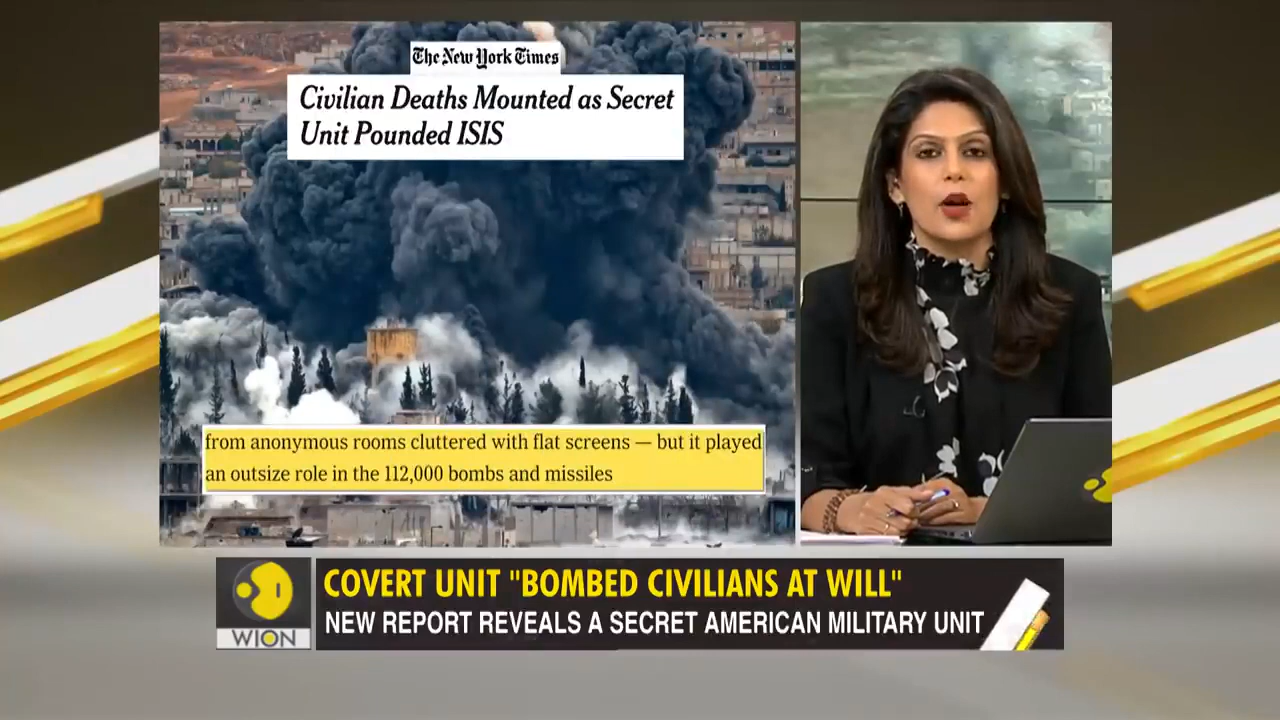 The New York Times
Civilian Deaths Mounted as Secret
Unit Pounded ISIS
from anonymous rooms cluttered with flat screens — but it played
an outsize role in the 112,000 bombs and missiles
COVERT UNIT "BOMBED CIVILIANS AT WILL"
NEW REPORT REVEALS A SECRET AMERICAN MILITARY UNIT
WION